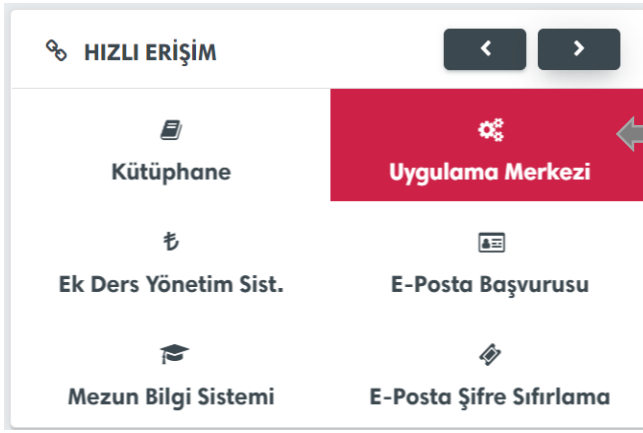 HIZLI ERİŞİM
Kütüphane
Uygulama Merkezi
Ek Ders Yönetim Sist.
E-Posta Başvurusu
Mezun Bilgi Sistemi
E-Posta Şifre Sıfırlama